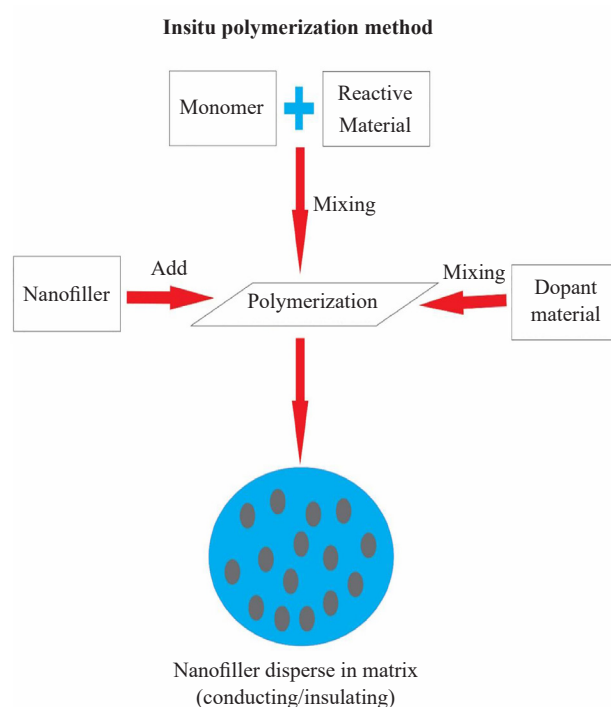 Insitu polymerization method
Monomer
Reactive
Material
Mixing
Add
Mixing
Nanofiller
Polymerization
Dopant
material
Nanofiller disperse in matrix
(conducting/insulating)